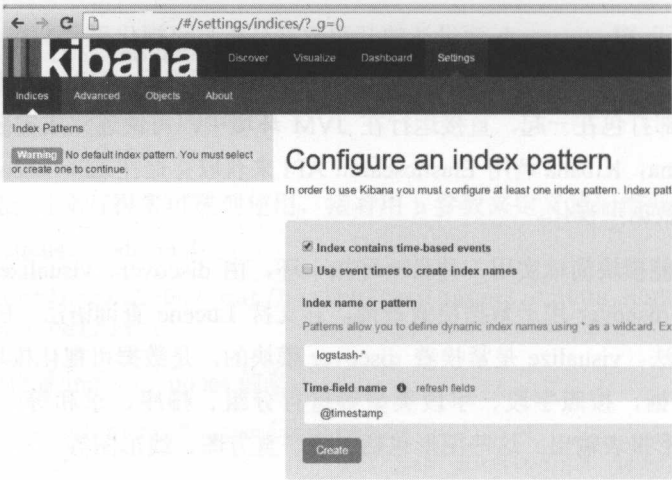 ./#/settings/indices/?_g=()
kibana
Discover Visualize Dashboard Settings
Indices Advanced Objects About
Index Patterns
Warning No default index pattern. You must select
or create one to continue.
Configure an index pattern
In order to use Kibana you must configure at least one index pattern. Index patt
Index contains time-based events
Use event times to create index names
Index name or pattern
Patterns allow you to define dynamic index names using * as a wildcard. Ex
logstash-*
Time-field name refresh fields
@timestamp
Create